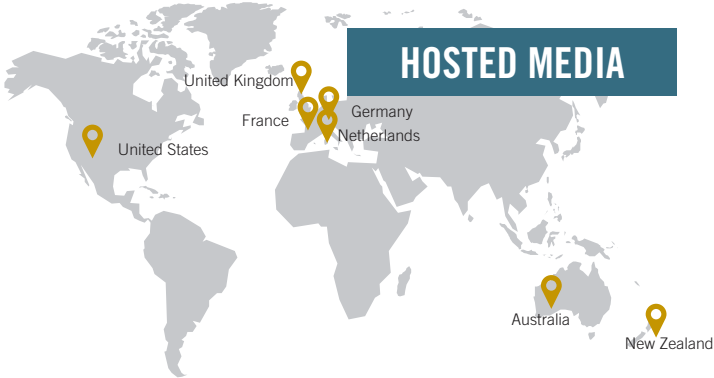 HOSTED MEDIA
United Kingdom
France
Germany
Netherlands
United States
Australia
New Zealand